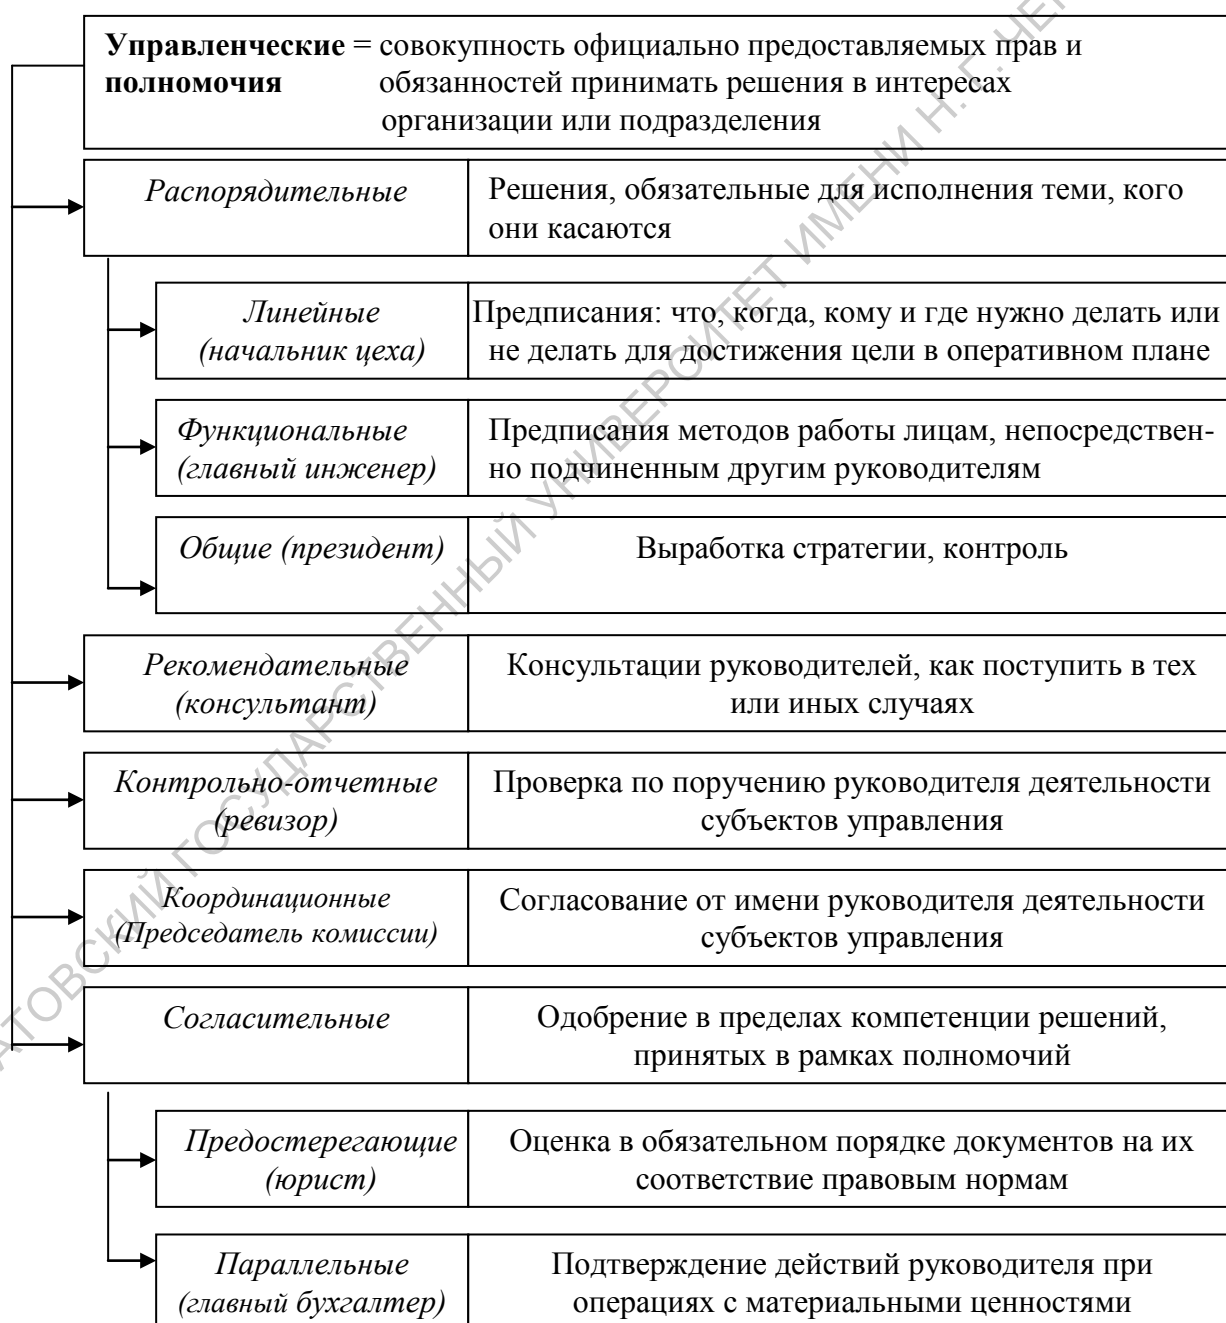 Управленческие = совокупность официально предоставляемых прав и
полномочия обязанностей принимать решения в интересах
организации или подразделения
Распорядительные
Решения, обязательные для исполнения теми, кого
они касаются
Линейные
(начальник цеха)
Предписания: что, когда, кому и где нужно делать или
не делать для достижения цели в оперативном плане
Функциональные
(главный инженер)
Предписания методов работы лицам, непосредствен-
но подчиненным другим руководителям
Общие (президент)
Выработка стратегии, контроль
Рекомендательные
(консультант)
Консультации руководителей, как поступить в тех
или иных случаях
Контрольно-отчетные
(ревизор)
Проверка по поручению руководителя деятельности
субъектов управления
Координационные
(Председатель комиссии)
Согласование от имени руководителя деятельности
субъектов управления
Согласительные
Одобрение в пределах компетенции решений,
принятых в рамках полномочий
Предостерегающие
(юрист)
Оценка в обязательном порядке документов на их
соответствие правовым нормам
Параллельные
(главный бухгалтер)
Подтверждение действий руководителя при
операциях с материальными ценностями
АТОВСКИЙ ГОСУДАРСТВЕННЫЙ УНИВЕРСИТЕТ ИМЕНИ Н. Г. ЧЕР